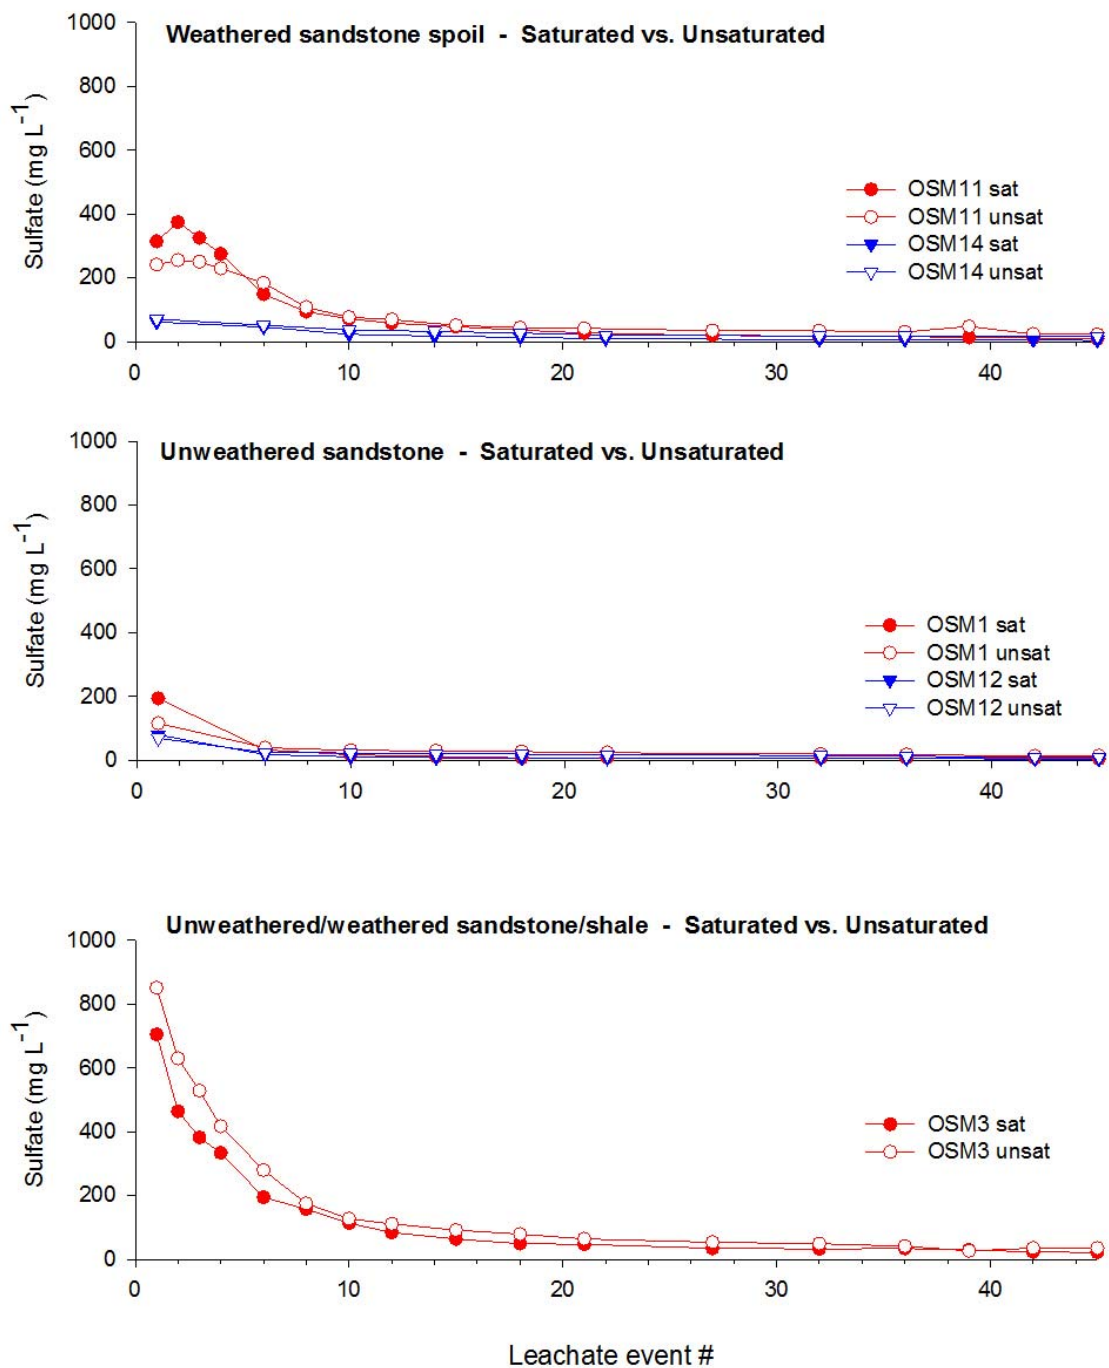 Weathered sandstone spoil - Saturated vs. Unsaturated
Sulfate (mg L⁻¹)
1000
800
600
400
200
0
OSM11 sat
OSM11 unsat
OSM14 sat
OSM14 unsat
0 10 20 30 40
Unweathered sandstone - Saturated vs. Unsaturated
Sulfate (mg L⁻¹)
1000
800
600
400
200
0
OSM1 sat
OSM1 unsat
OSM12 sat
OSM12 unsat
0 10 20 30 40
Unweathered/weathered sandstone/shale - Saturated vs. Unsaturated
Sulfate (mg L⁻¹)
1000
800
600
400
200
0
OSM3 sat
OSM3 unsat
0 10 20 30 40
Leachate event #